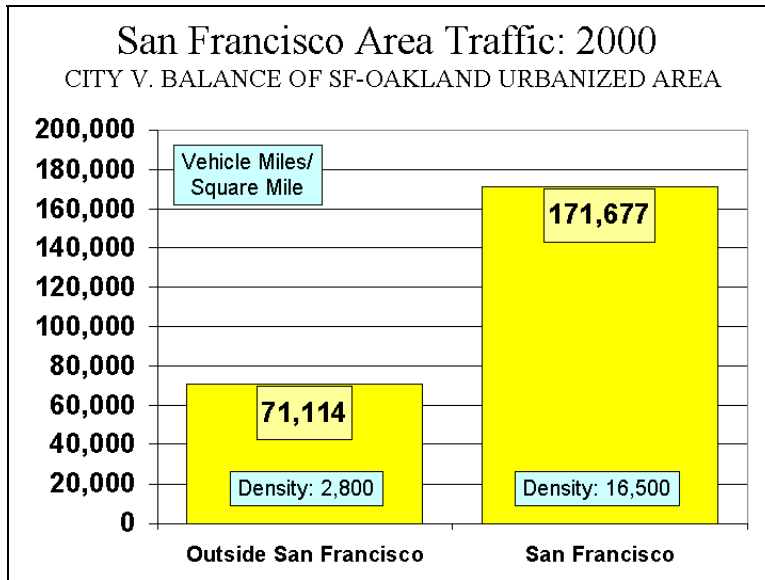 San Francisco Area Traffic: 2000
CITY V. BALANCE OF SF-OAKLAND URBANIZED AREA
200,000
180,000
160,000
140,000
120,000
100,000
80,000
60,000
40,000
20,000
0
Vehicle Miles/
Square Mile
71,114
Density: 2,800
171,677
Density: 16,500
Outside San Francisco
San Francisco